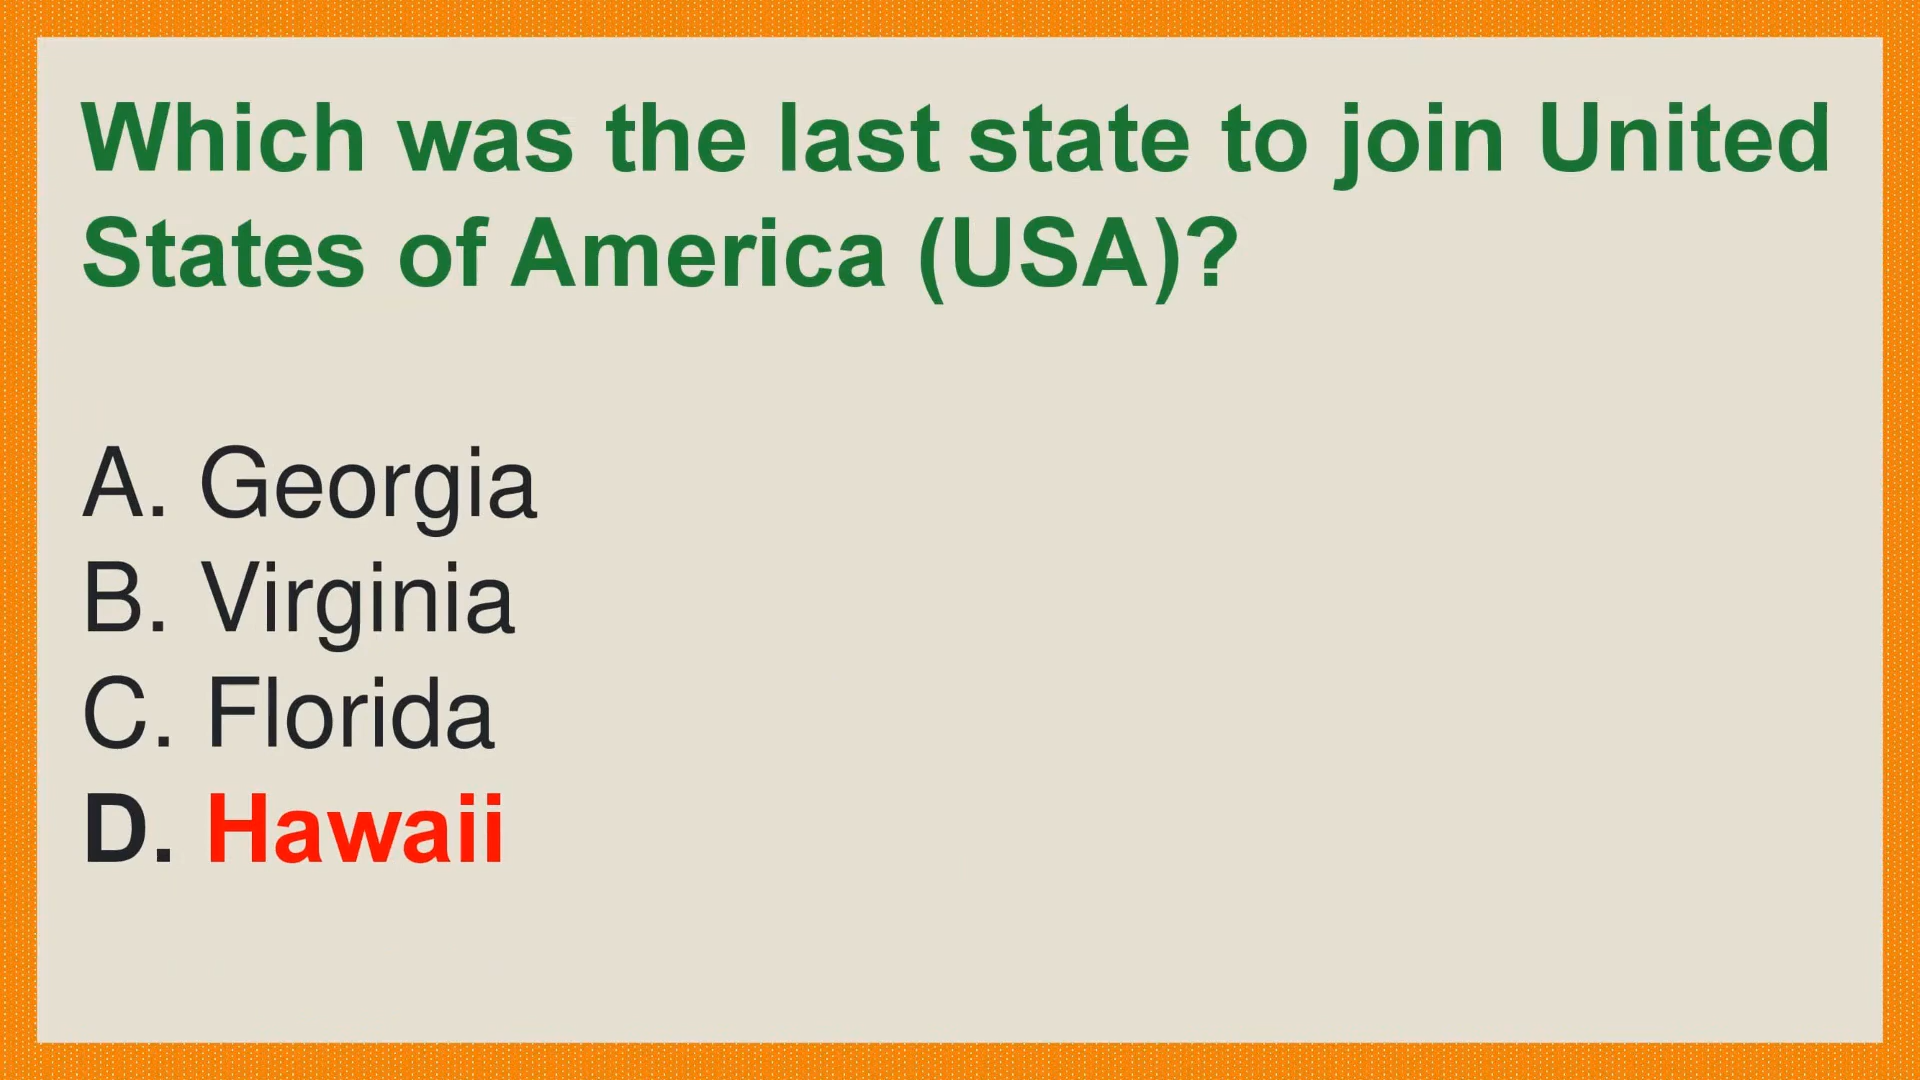 Which was the last state to join United
States of America (USA)?
A. Georgia
B. Virginia
C. Florida
D. Hawaii